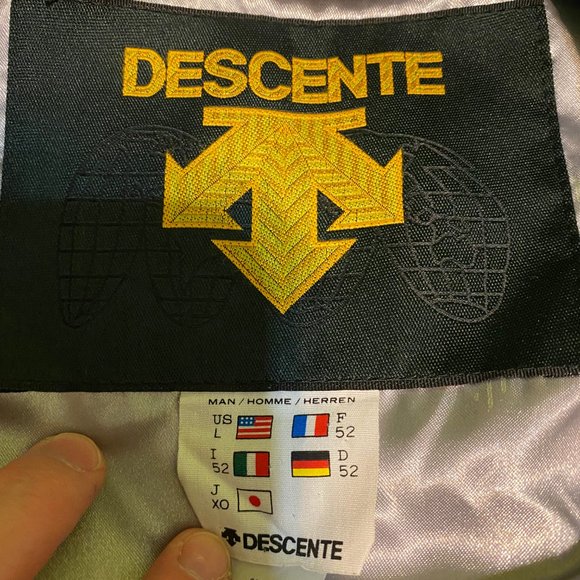 DESCENTE
MAN / HOMME / HERREN
US L F 52
I 52 D 52
J XO
DESCENTE